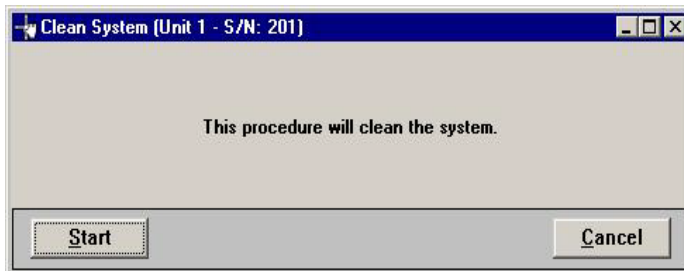 Clean System (Unit 1 - S/N: 201)
This procedure will clean the system.
Start
Cancel